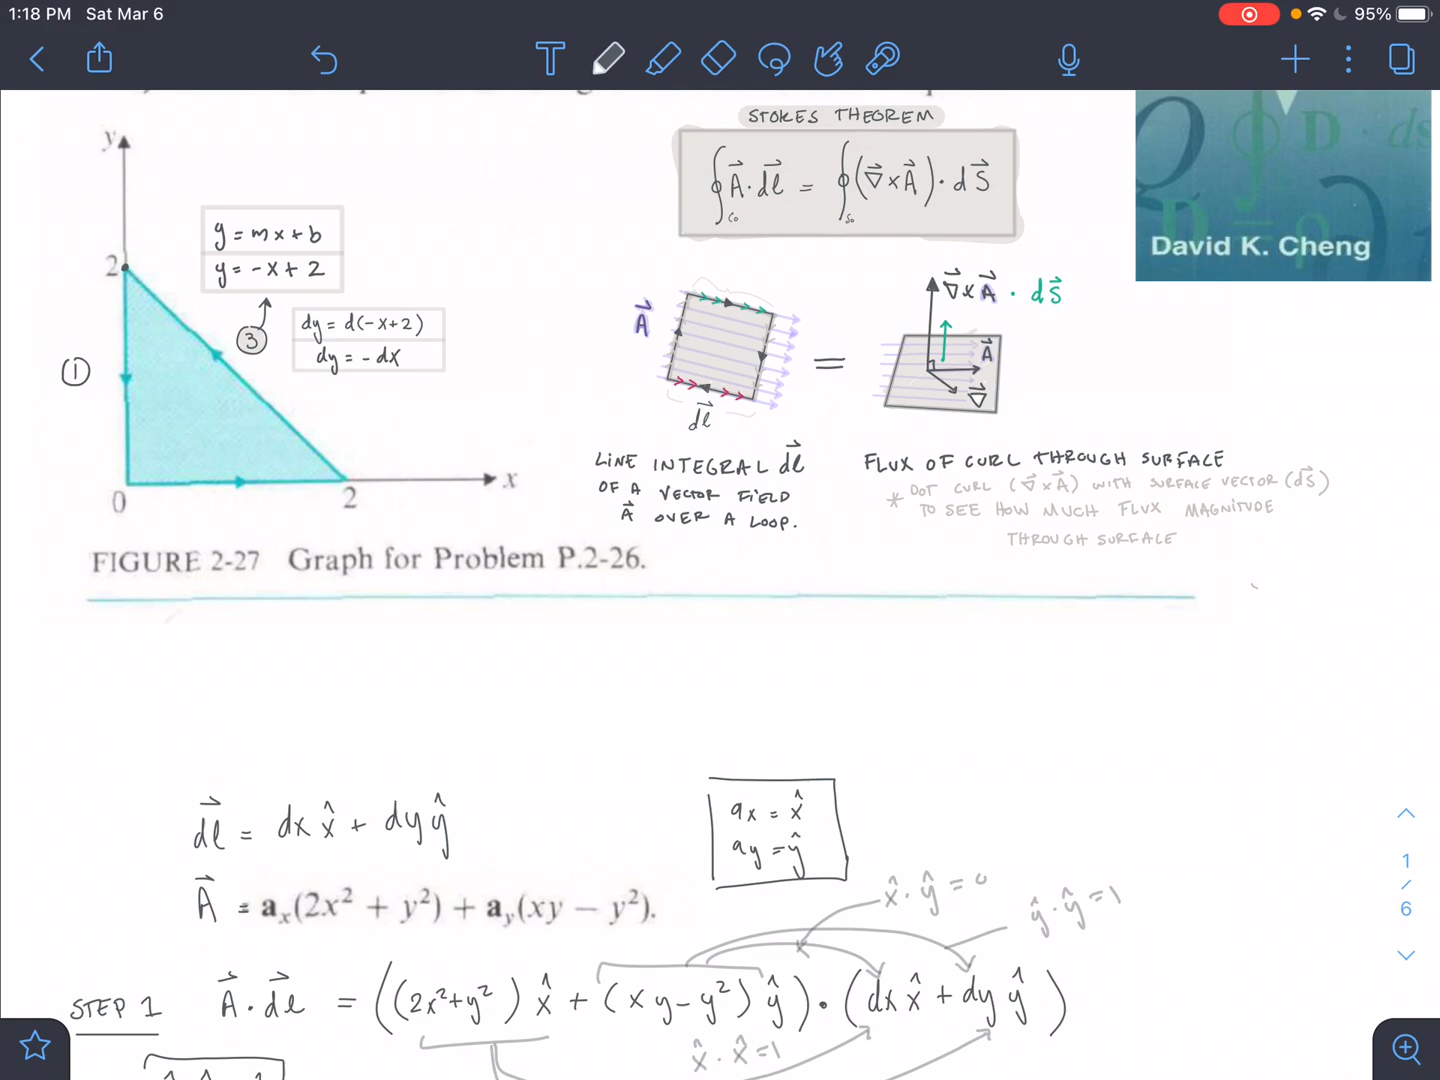 1:18 PM Sat Mar 6
95%
T
STOKES THEOREM
∮C₀ A⃗ · dl⃗ = ∮S₀ (∇⃗ × A⃗) · dS⃗
David K. Cheng
y
2
y = mx + b
y = -x + 2
3
dy = d(-x+2)
dy = - dx
1
0
2
x
A⃗
dl⃗
=
∇⃗ × A⃗ · dS⃗
A⃗
∇⃗
LINE INTEGRAL dl⃗
OF A VECTOR FIELD
A⃗ OVER A LOOP.
FLUX OF CURL THROUGH SURFACE
* DOT CURL (∇⃗ × A⃗) WITH SURFACE VECTOR (dS⃗)
TO SEE HOW MUCH FLUX MAGNITUDE
THROUGH SURFACE
FIGURE 2-27 Graph for Problem P.2-26.
dl⃗ = dx x̂ + dy ŷ
ax = x̂
ay = ŷ
A⃗ = aₓ(2x² + y²) + a_y(xy − y²).
x̂ · ŷ = 0
ŷ · ŷ = 1
STEP 1 A⃗ · dl⃗ = ((2x²+y²) x̂ + (xy − y²) ŷ) · (dx x̂ + dy ŷ)
x̂ · x̂ = 1
1
/
6